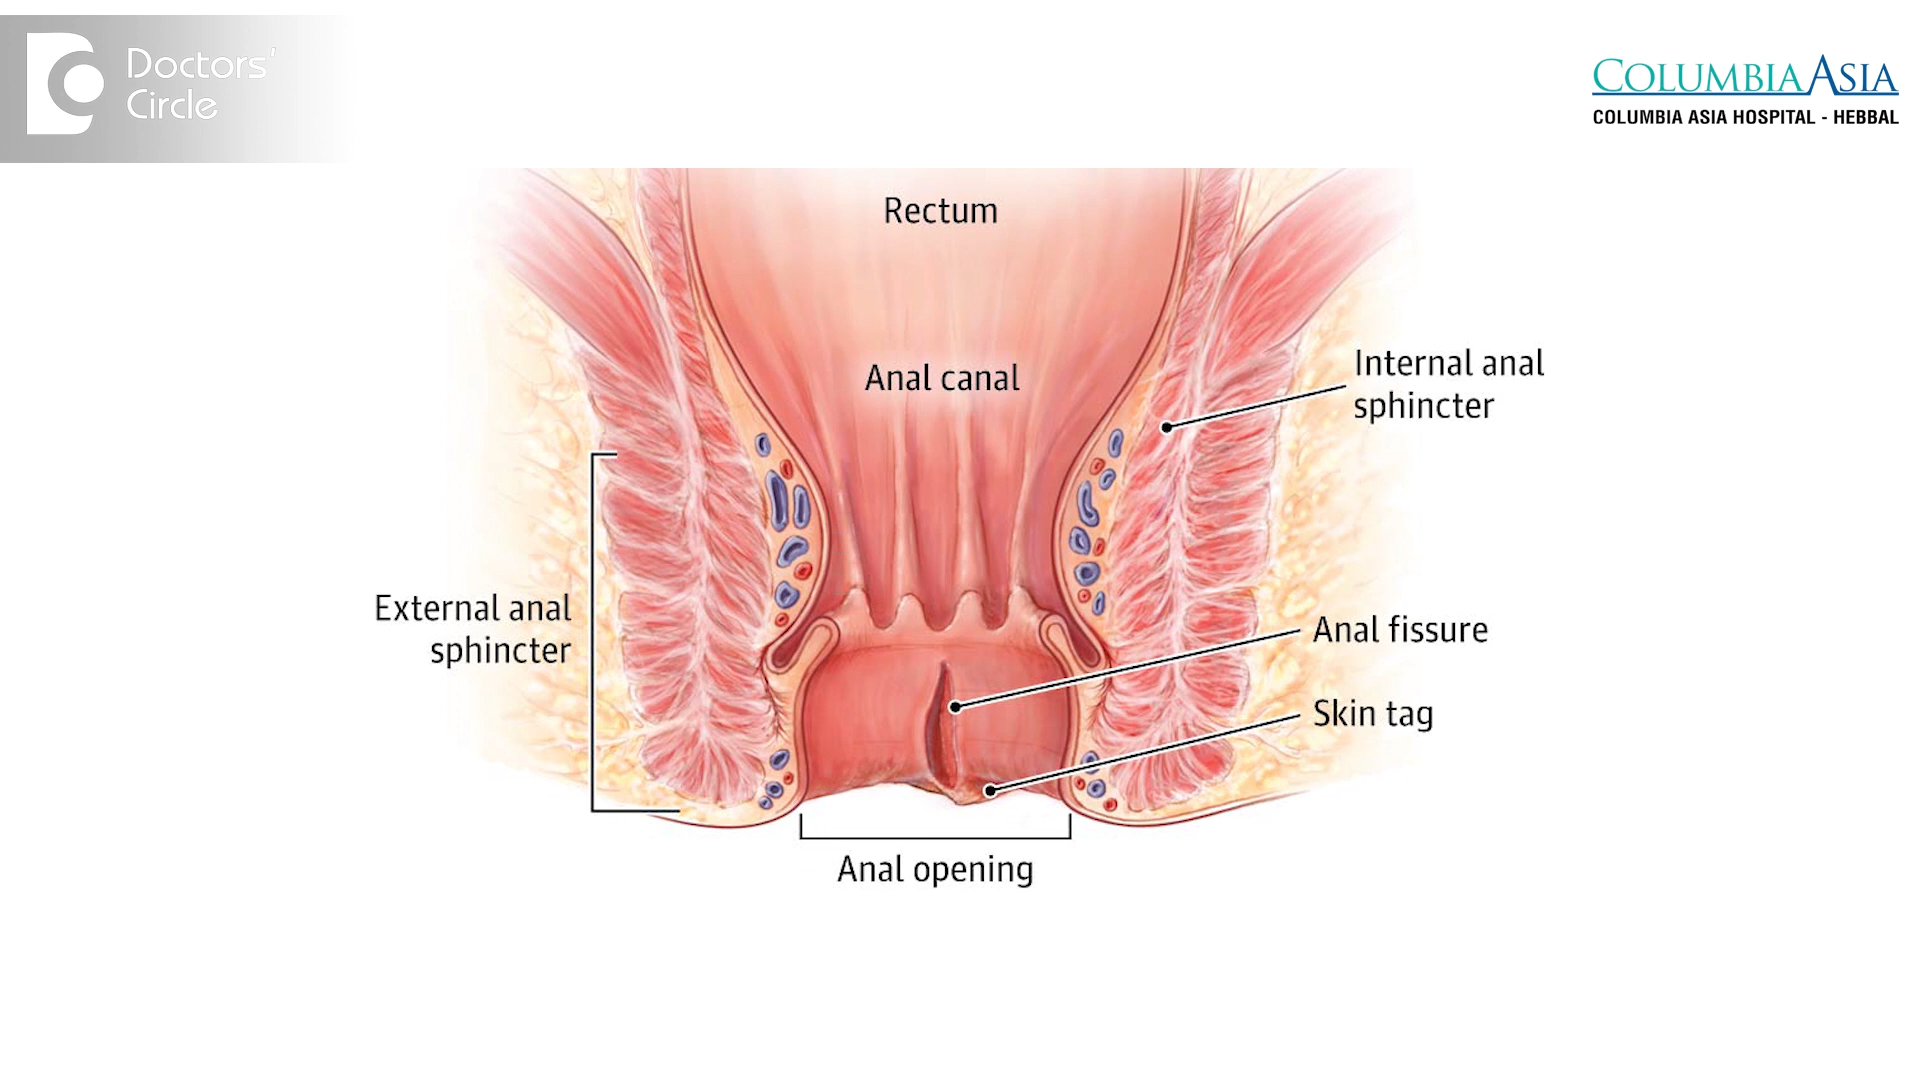 Doctors'
Circle
COLUMBIA ASIA
COLUMBIA ASIA HOSPITAL - HEBBAL
Rectum
Anal canal
Internal anal
sphincter
External anal
sphincter
Anal fissure
Skin tag
Anal opening